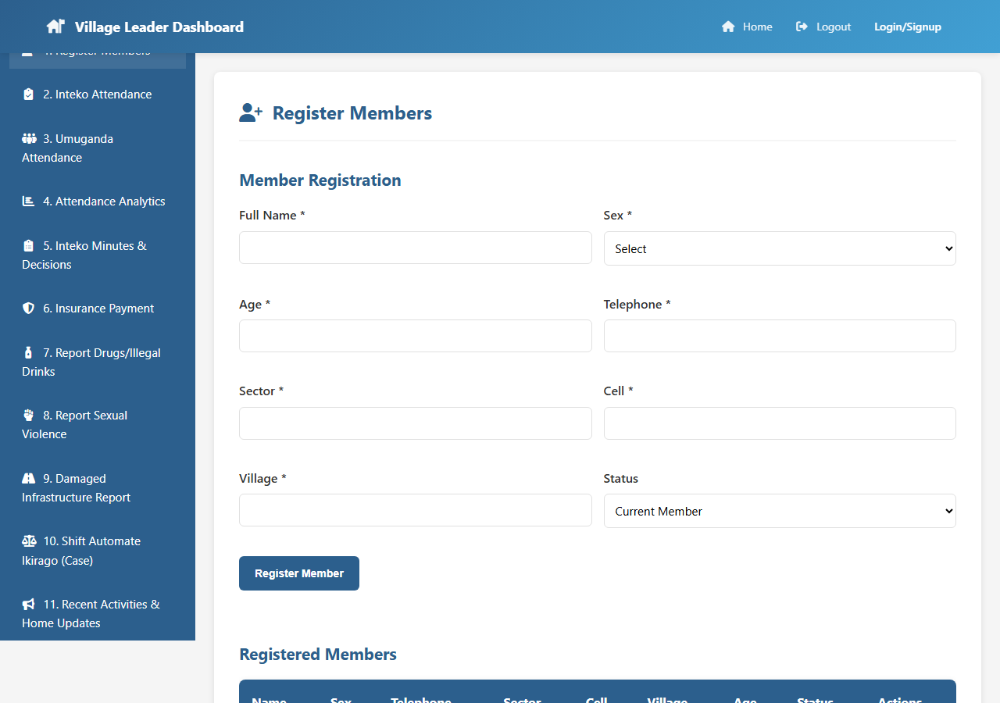 Village Leader Dashboard
Home
Logout
Login/Signup
1. Register Members
2. Inteko Attendance
3. Umuganda
Attendance
4. Attendance Analytics
5. Inteko Minutes &
Decisions
6. Insurance Payment
7. Report Drugs/Illegal
Drinks
8. Report Sexual
Violence
9. Damaged
Infrastructure Report
10. Shift Automate
Ikirago (Case)
11. Recent Activities &
Home Updates
Register Members
Member Registration
Full Name *
Sex *
Select
Age *
Telephone *
Sector *
Cell *
Village *
Status
Current Member
Register Member
Registered Members
Name Sex Telephone Sector Cell Village Age Status Actions